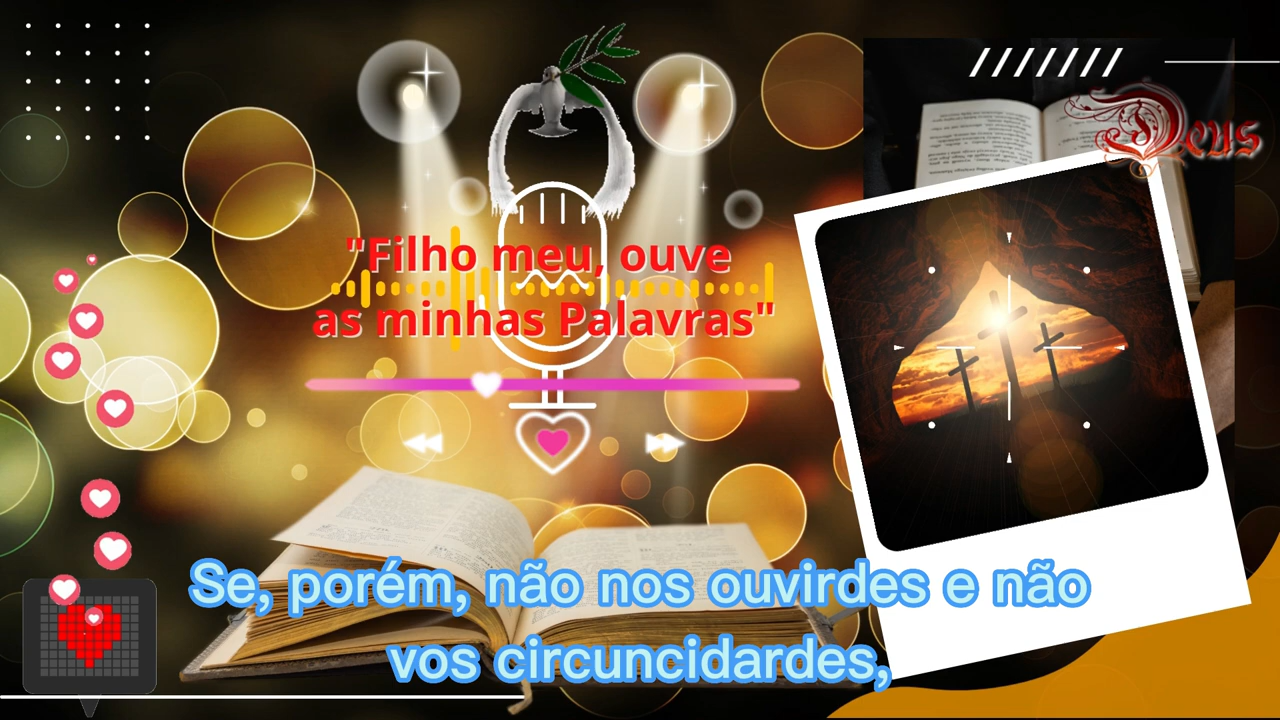 Deus
"Filho meu, ouve
as minhas Palavras"
Se, porém, não nos ouvirdes e não
vos circuncidardes,